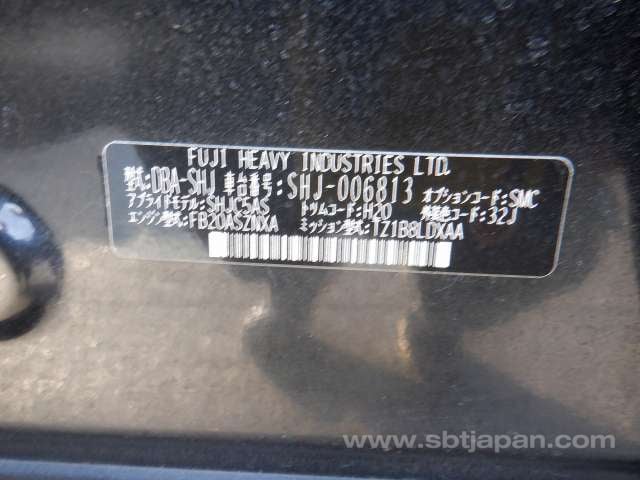 FUJI HEAVY INDUSTRIES LTD.
型式:DBA-SHJ 車台番号:SHJ-006813 オプションコード:SMC
アプライドモデル:SHJC5AS トリムコード:H20 外装色コード:32J
エンジン型式:FB20ASZNXA ミッション型式:TZ1B8LDXAA
www.sbtjapan.com